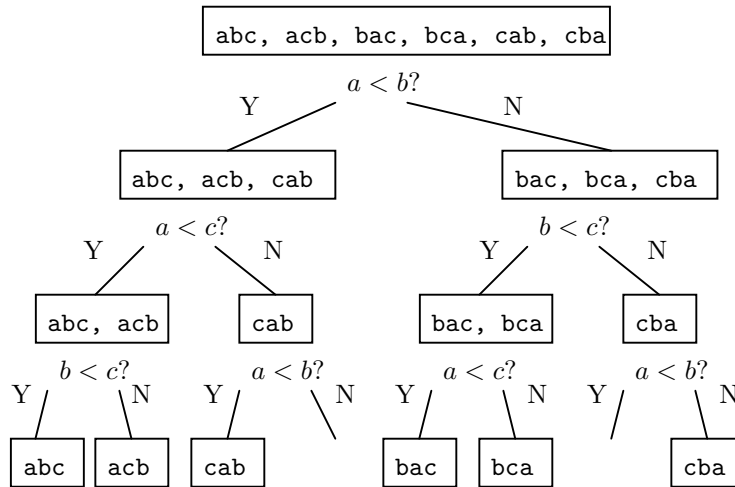 abc, acb, bac, bca, cab, cba
a < b?
Y N
abc, acb, cab bac, bca, cba
a < c? b < c?
Y N Y N
abc, acb cab bac, bca cba
b < c? a < b? a < c? a < b?
Y N Y N Y N Y N
abc acb cab bac bca cba